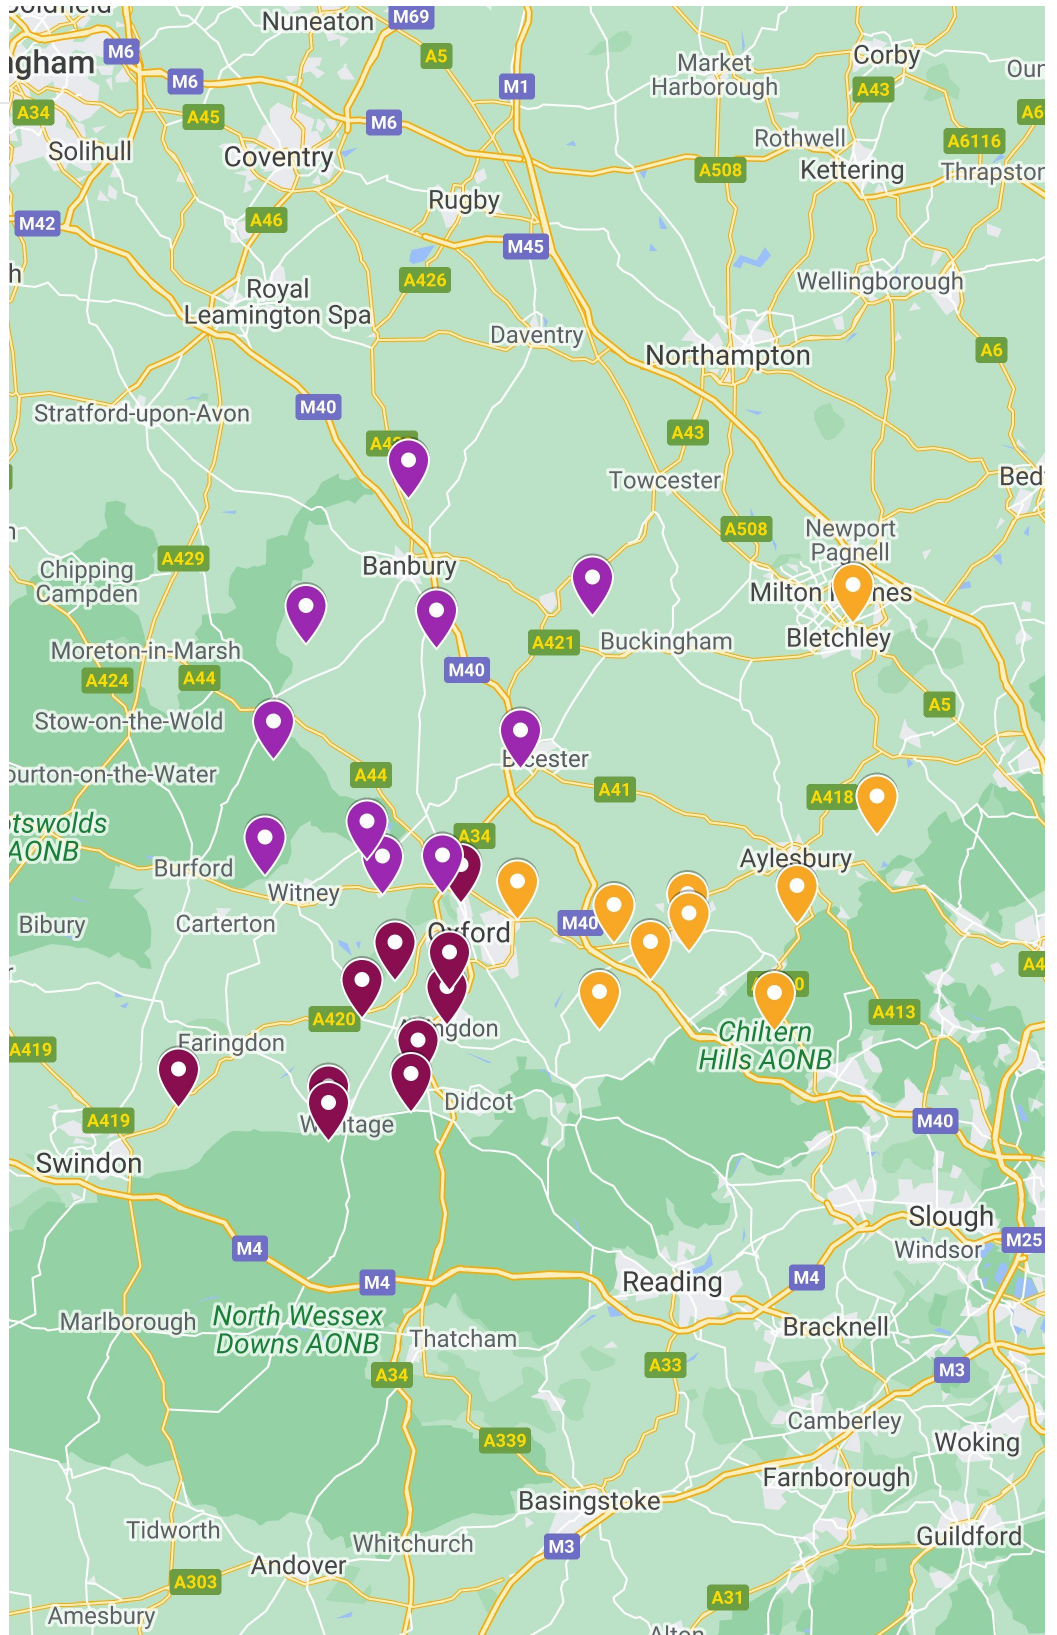 Nuneaton
M69
M6
A5
Corby
Market
Harborough
M1
M6
A43
A34
A45
M6
Rothwell
A6116
Solihull
Coventry
A508
Kettering
Rugby
M42
A46
M45
A426
Royal
Leamington Spa
Wellingborough
Daventry
Northampton
A6
M40
Stratford-upon-Avon
A43
Towcester
A508
Newport
Pagnell
A429
Banbury
Chipping
Campden
Milton
Bletchley
A421
Buckingham
Moreton-in-Marsh
A424
A44
M40
A5
Stow-on-the-Wold
A44
A41
A418
A34
AONB
Burford
Aylesbury
Witney
Bibury
Carterton
M40
Oxford
A420
A413
Faringdon
A419
Chiltern
Hills AONB
A419
Didcot
M40
Swindon
Slough
Windsor
M25
M4
M4
Reading
M4
Marlborough
North Wessex
Downs AONB
Thatcham
Bracknell
A34
A33
M3
Camberley
A339
Woking
Farnborough
Basingstoke
Tidworth
Whitchurch
M3
Guildford
Andover
A303
A31
Amesbury
Alton